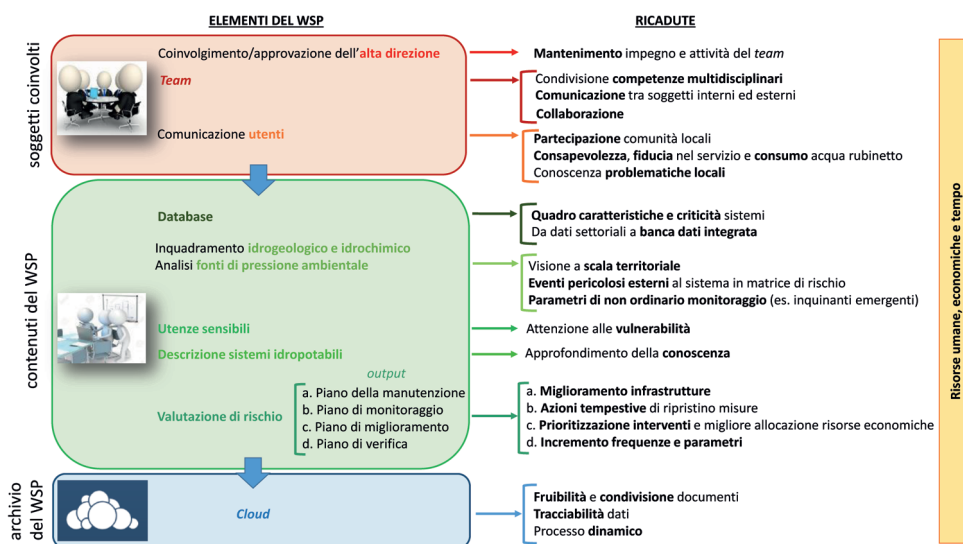 ELEMENTI DEL WSP
RICADUTE
soggetti coinvolti
Coinvolgimento/approvazione dell'alta direzione
Mantenimento impegno e attività del team
Team
Condivisione competenze multidisciplinari
Comunicazione tra soggetti interni ed esterni
Collaborazione
Comunicazione utenti
Partecipazione comunità locali
Consapevolezza, fiducia nel servizio e consumo acqua rubinetto
Conoscenza problematiche locali
contenuti del WSP
Database
Quadro caratteristiche e criticità sistemi
Da dati settoriali a banca dati integrata
Inquadramento idrogeologico e idrochimico
Analisi fonti di pressione ambientale
Visione a scala territoriale
Eventi pericolosi esterni al sistema in matrice di rischio
Parametri di non ordinario monitoraggio (es. inquinanti emergenti)
Utenze sensibili
Attenzione alle vulnerabilità
Descrizione sistemi idropotabili
Approfondimento della conoscenza
output
Valutazione di rischio
a. Piano della manutenzione
b. Piano di monitoraggio
c. Piano di miglioramento
d. Piano di verifica
a. Miglioramento infrastrutture
b. Azioni tempestive di ripristino misure
c. Prioritizzazione interventi e migliore allocazione risorse economiche
d. Incremento frequenze e parametri
archivio
del WSP
Cloud
Fruibilità e condivisione documenti
Tracciabilità dati
Processo dinamico
Risorse umane, economiche e tempo